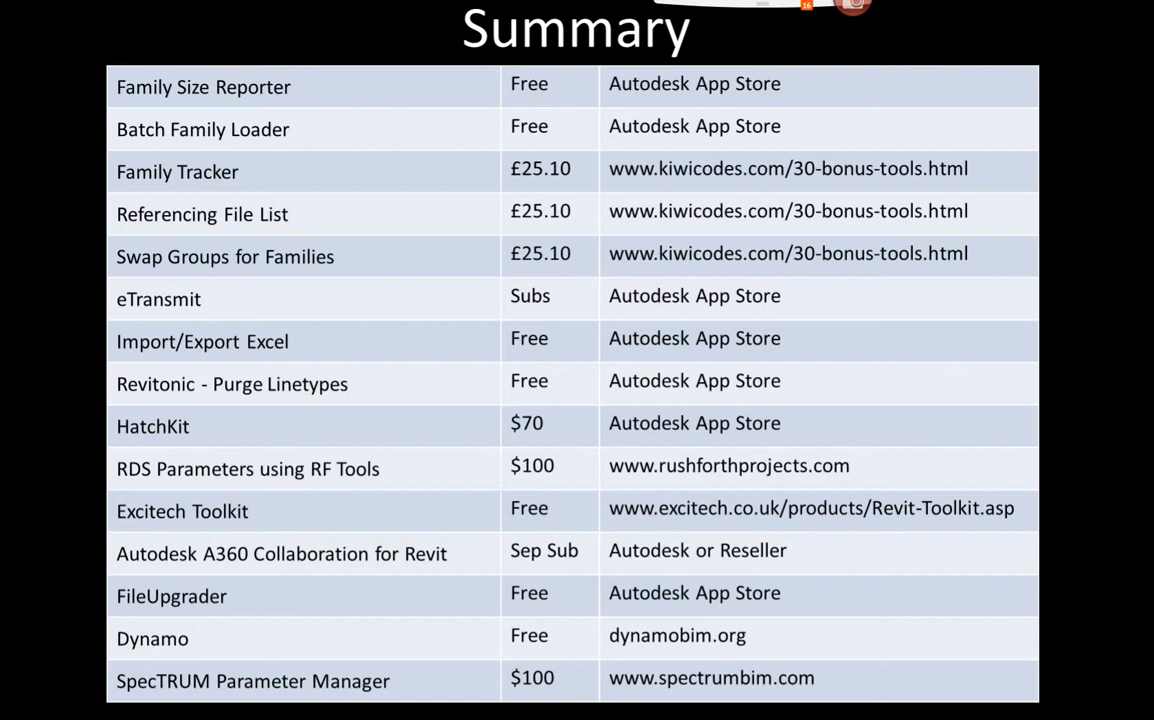 16
Summary
Family Size Reporter Free Autodesk App Store
Batch Family Loader Free Autodesk App Store
Family Tracker £25.10 www.kiwicodes.com/30-bonus-tools.html
Referencing File List £25.10 www.kiwicodes.com/30-bonus-tools.html
Swap Groups for Families £25.10 www.kiwicodes.com/30-bonus-tools.html
eTransmit Subs Autodesk App Store
Import/Export Excel Free Autodesk App Store
Revitonic - Purge Linetypes Free Autodesk App Store
HatchKit $70 Autodesk App Store
RDS Parameters using RF Tools $100 www.rushforthprojects.com
Excitech Toolkit Free www.excitech.co.uk/products/Revit-Toolkit.asp
Autodesk A360 Collaboration for Revit Sep Sub Autodesk or Reseller
FileUpgrader Free Autodesk App Store
Dynamo Free dynamobim.org
SpecTRUM Parameter Manager $100 www.spectrumbim.com